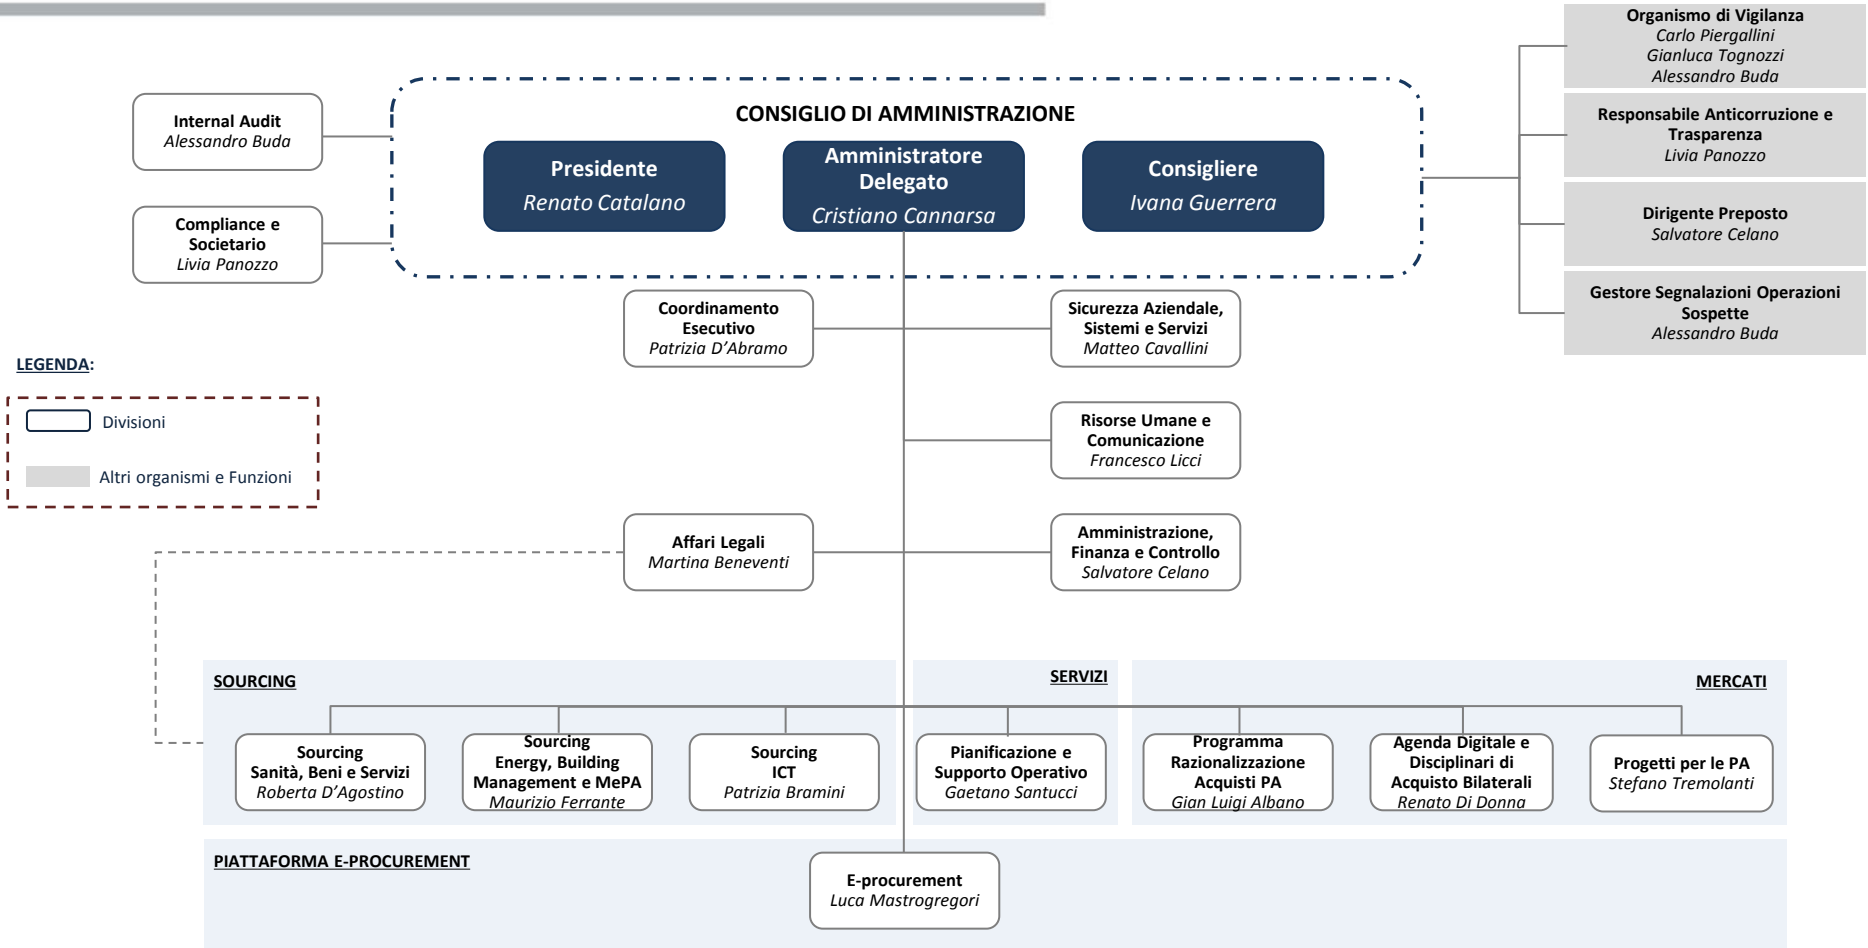 Organismo di Vigilanza
Carlo Piergallini
Gianluca Tognozzi
Alessandro Buda
Responsabile Anticorruzione e
Trasparenza
Livia Panozzo
Dirigente Preposto
Salvatore Celano
Gestore Segnalazioni Operazioni
Sospette
Alessandro Buda
Internal Audit
Alessandro Buda
Compliance e
Societario
Livia Panozzo
CONSIGLIO DI AMMINISTRAZIONE
Presidente
Renato Catalano
Amministratore
Delegato
Cristiano Cannarsa
Consigliere
Ivana Guerrera
Coordinamento
Esecutivo
Patrizia D'Abramo
Sicurezza Aziendale,
Sistemi e Servizi
Matteo Cavallini
LEGENDA:
Divisioni
Altri organismi e Funzioni
Risorse Umane e
Comunicazione
Francesco Licci
Affari Legali
Martina Beneventi
Amministrazione,
Finanza e Controllo
Salvatore Celano
SOURCING
Sourcing
Sanità, Beni e Servizi
Roberta D'Agostino
Sourcing
Energy, Building
Management e MePA
Maurizio Ferrante
Sourcing
ICT
Patrizia Bramini
SERVIZI
Pianificazione e
Supporto Operativo
Gaetano Santucci
MERCATI
Programma
Razionalizzazione
Acquisti PA
Gian Luigi Albano
Agenda Digitale e
Disciplinari di
Acquisto Bilaterali
Renato Di Donna
Progetti per le PA
Stefano Tremolanti
PIATTAFORMA E-PROCUREMENT
E-procurement
Luca Mastrogregori